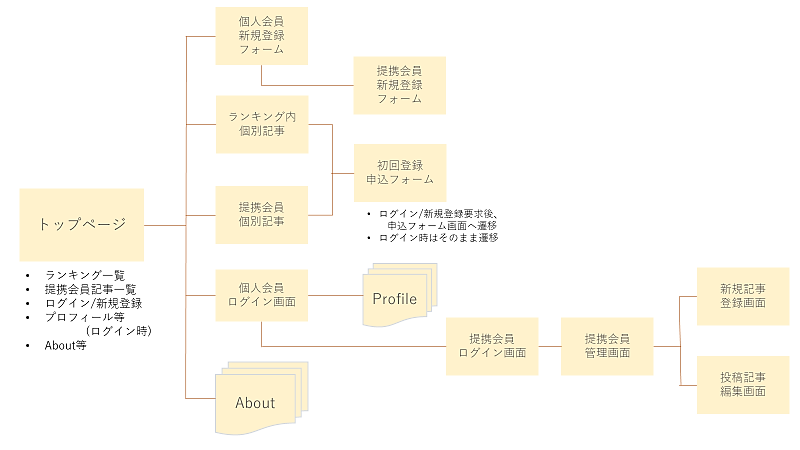 個人会員
新規登録
フォーム
提携会員
新規登録
フォーム
ランキング内
個別記事
初回登録
申込フォーム
トップページ
提携会員
個別記事
• ログイン/新規登録要求後、
申込フォーム画面へ遷移
• ログイン時はそのまま遷移
• ランキング一覧
• 提携会員記事一覧
• ログイン/新規登録
• プロフィール等
(ログイン時)
• About等
個人会員
ログイン画面
Profile
新規記事
登録画面
提携会員
ログイン画面
提携会員
管理画面
投稿記事
編集画面
About